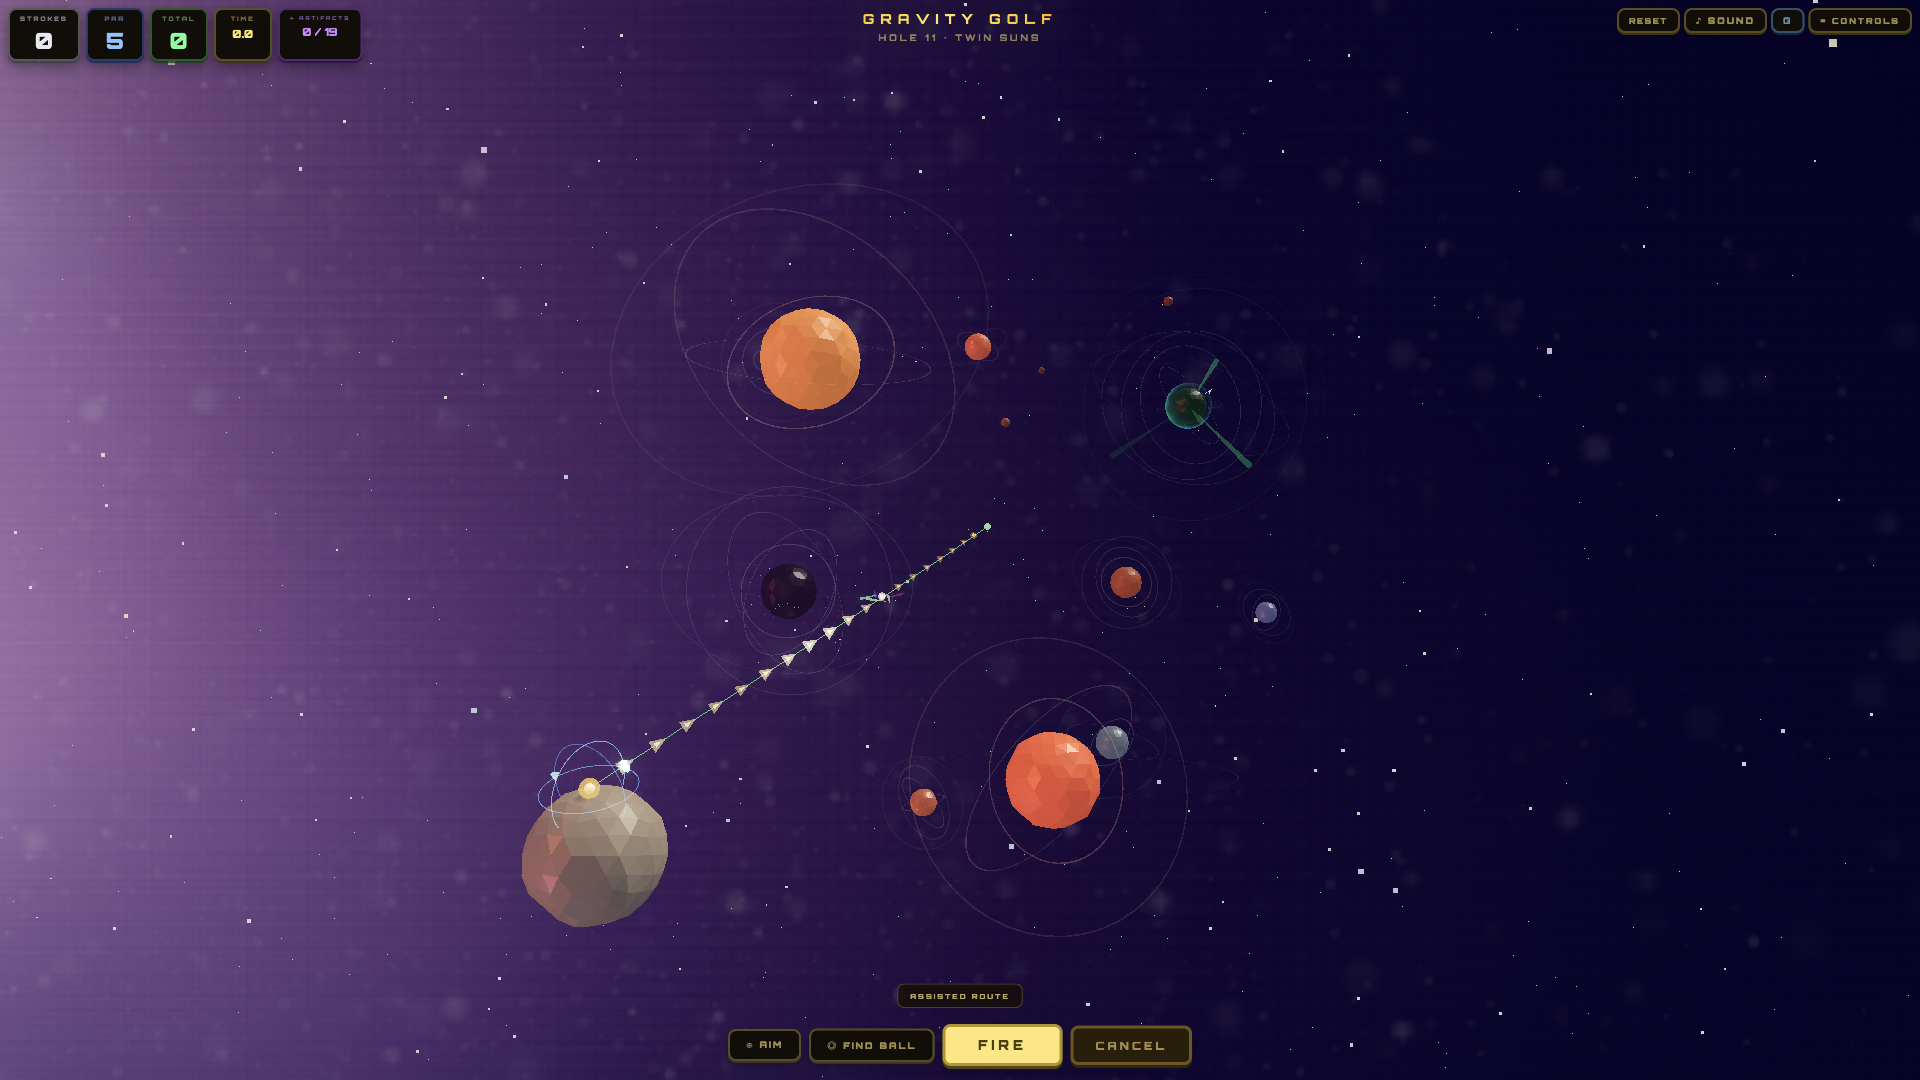 STROKES
0
PAR
5
TOTAL
0
TIME
0.0
ARTIFACTS
0/19
GRAVITY GOLF
HOLE 11 · TWIN SUNS
RESET
♪ SOUND
G
CONTROLS
ASSISTED ROUTE
AIM
FIND BALL
FIRE
CANCEL